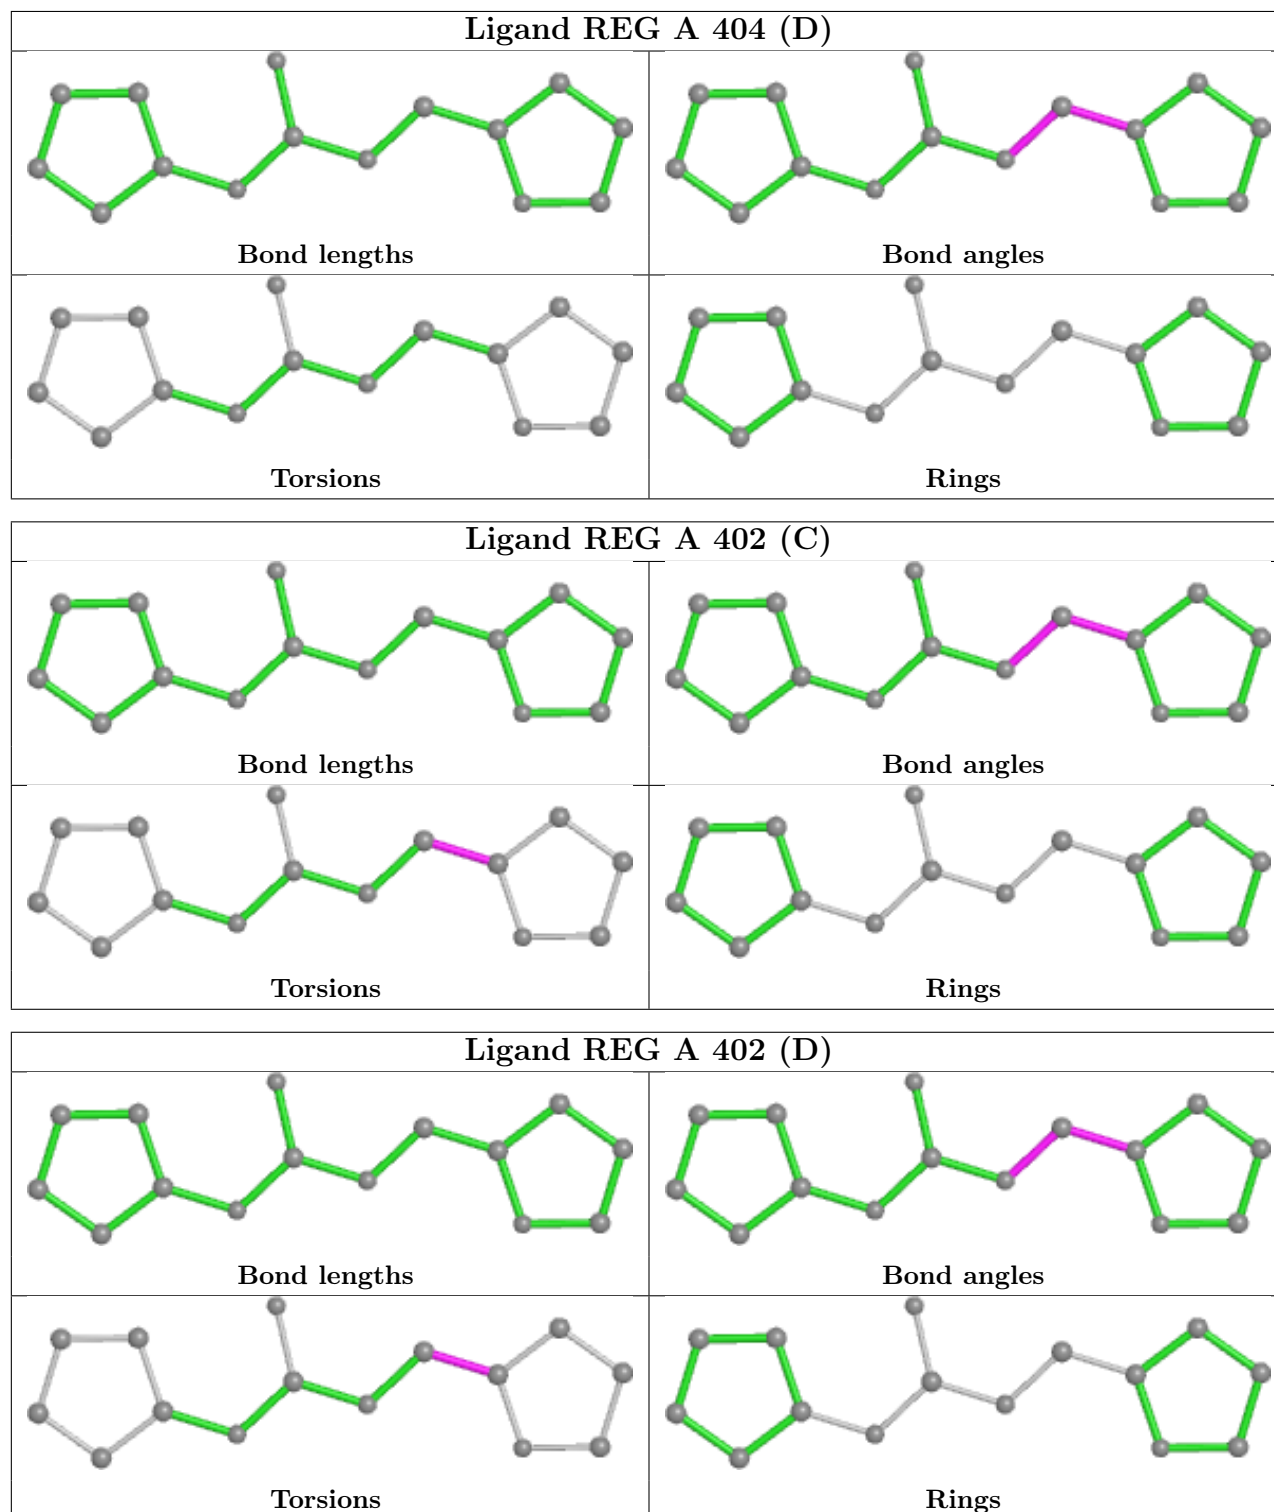 Ligand REG A 404 (D)
Bond lengths
Bond angles
Torsions
Rings
Ligand REG A 402 (C)
Bond lengths
Bond angles
Torsions
Rings
Ligand REG A 402 (D)
Bond lengths
Bond angles
Torsions
Rings